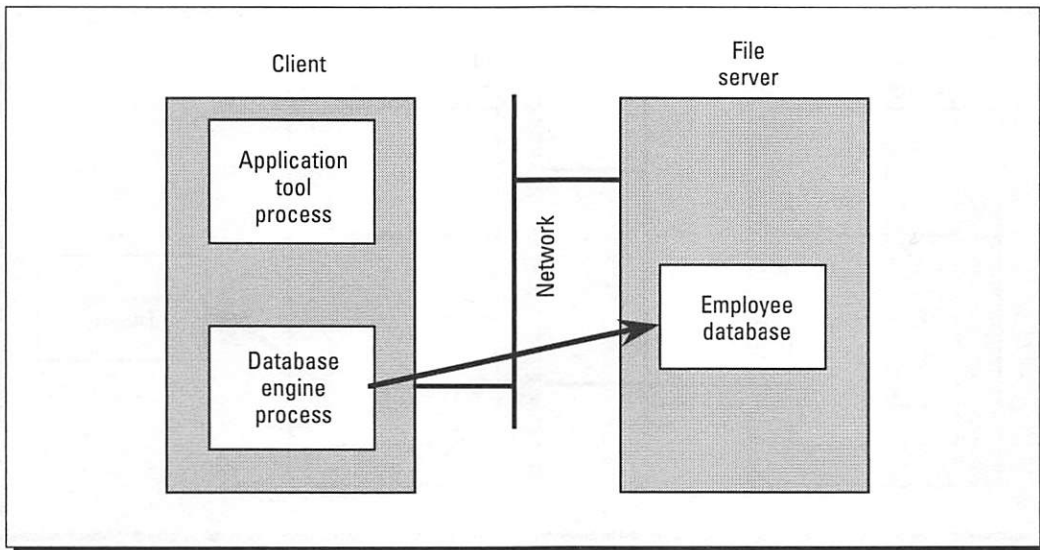 Client
File
server
Application
tool
process
Network
Employee
database
Database
engine
process